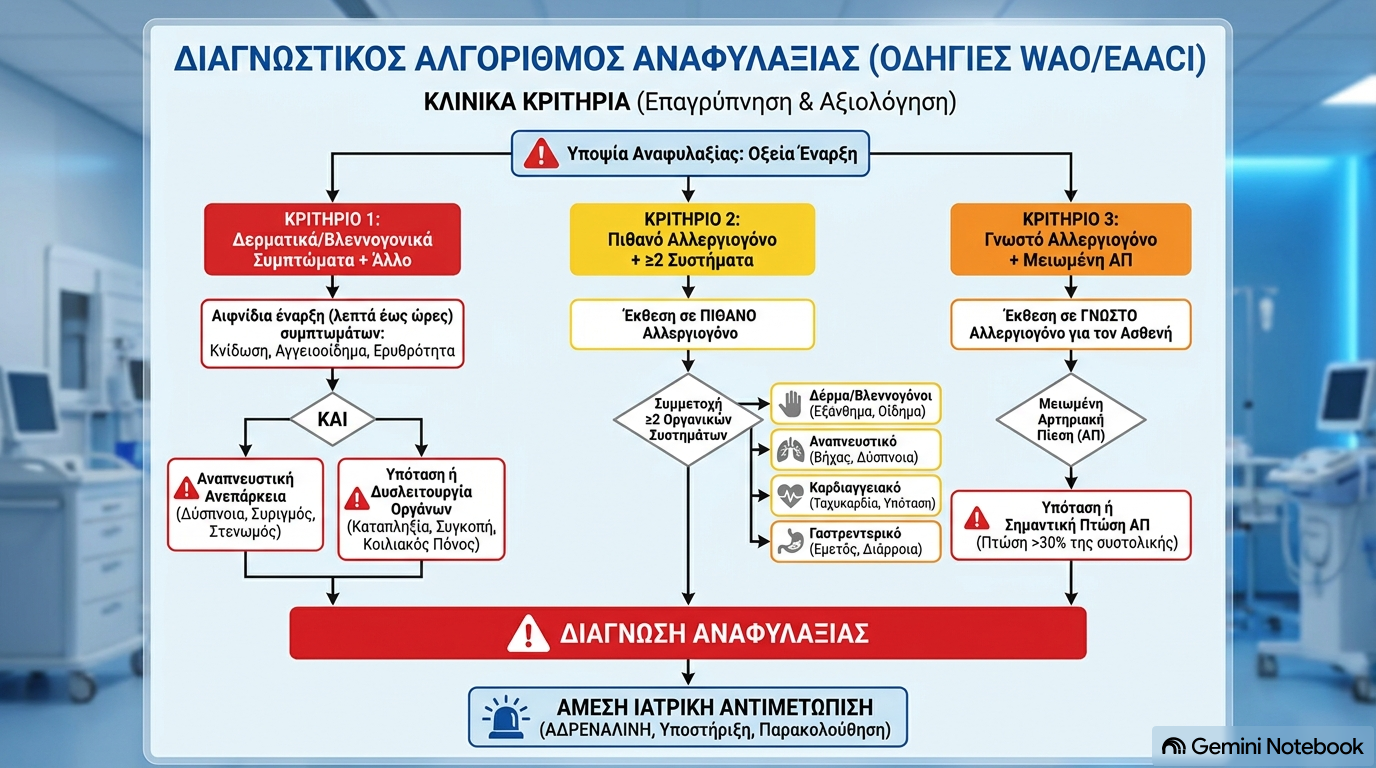 ΔΙΑΓΝΩΣΤΙΚΟΣ ΑΛΓΟΡΙΘΜΟΣ ΑΝΑΦΥΛΑΞΙΑΣ (ΟΔΗΓΙΕΣ WAO/EAACI)
ΚΛΙΝΙΚΑ ΚΡΙΤΗΡΙΑ (Επαγρύπνηση & Αξιολόγηση)
Υποψία Αναφυλαξίας: Οξεία Έναρξη
ΚΡΙΤΗΡΙΟ 1:
Δερματικά/Βλεννογονικά
Συμπτώματα + Άλλο
Αιφνίδια έναρξη (λεπτά έως ώρες)
συμπτωμάτων:
Κνίδωση, Αγγειοοίδημα, Ερυθρότητα
ΚΑΙ
Αναπνευστική
Ανεπάρκεια
(Δύσπνοια, Συριγμός,
Στενωμός)
Υπόταση ή
Δυσλειτουργία
Οργάνων
(Καταπληξία, Συγκοπή,
Κοιλιακός Πόνος)
ΚΡΙΤΗΡΙΟ 2:
Πιθανό Αλλεργιογόνο
+ ≥2 Συστήματα
Έκθεση σε ΠΙΘΑΝΟ
Αλλεργιογόνο
Συμμετοχή
≥2 Οργανικών
Συστημάτων
Δέρμα/Βλεννογόνοι
(Εξάνθημα, Οίδημα)
Αναπνευστικό
(Βήχας, Δύσπνοια)
Καρδιαγγειακό
(Ταχυκαρδία, Υπόταση)
Γαστρεντερικό
(Εμετός, Διάρροια)
ΚΡΙΤΗΡΙΟ 3:
Γνωστό Αλλεργιογόνο
+ Μειωμένη ΑΠ
Έκθεση σε ΓΝΩΣΤΟ
Αλλεργιογόνο για τον Ασθενή
Μειωμένη
Αρτηριακή
Πίεση (ΑΠ)
Υπόταση ή
Σημαντική Πτώση ΑΠ
(Πτώση >30% της συστολικής)
ΔΙΑΓΝΩΣΗ ΑΝΑΦΥΛΑΞΙΑΣ
ΑΜΕΣΗ ΙΑΤΡΙΚΗ ΑΝΤΙΜΕΤΩΠΙΣΗ
(ΑΔΡΕΝΑΛΙΝΗ, Υποστήριξη, Παρακολούθηση)
Gemini Notebook